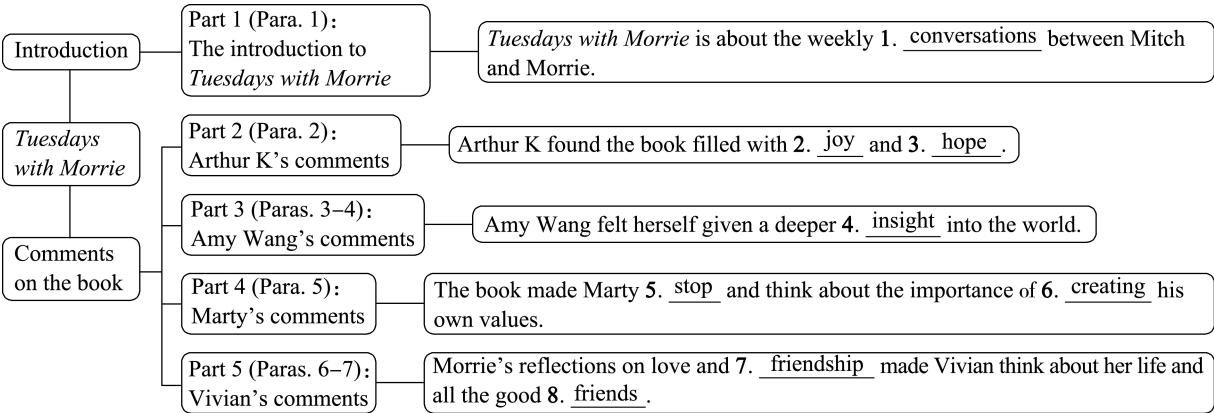 Introduction
Part 1 (Para. 1):
The introduction to
Tuesdays with Morrie
Tuesdays with Morrie is about the weekly 1. conversations between Mitch
and Morrie.
Tuesdays
with Morrie
Comments
on the book
Part 2 (Para. 2):
Arthur K's comments
Arthur K found the book filled with 2. joy and 3. hope .
Part 3 (Paras. 3–4):
Amy Wang's comments
Amy Wang felt herself given a deeper 4. insight into the world.
Part 4 (Para. 5):
Marty's comments
The book made Marty 5. stop and think about the importance of 6. creating his
own values.
Part 5 (Paras. 6–7):
Vivian's comments
Morrie's reflections on love and 7. friendship made Vivian think about her life and
all the good 8. friends .